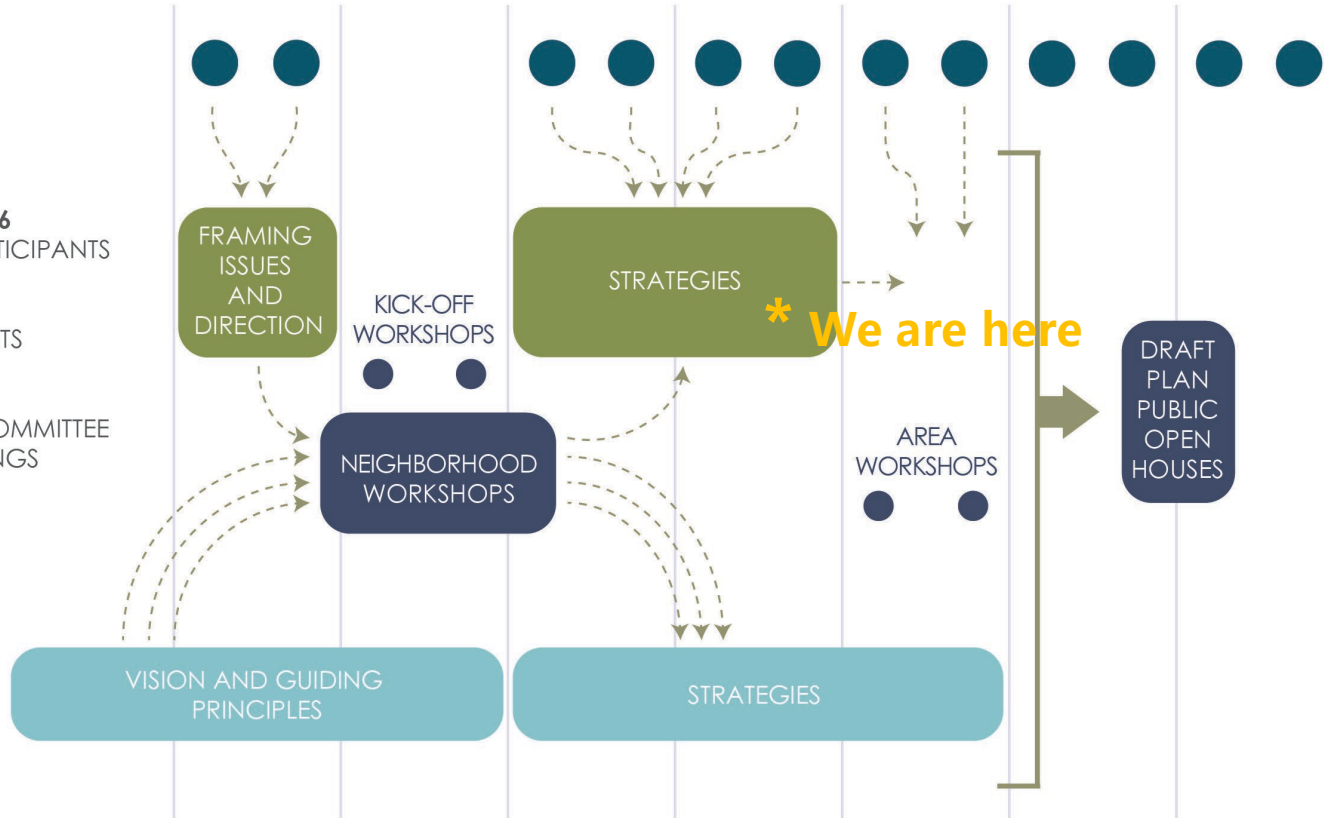 6
TICIPANTS
TS
OMMITTEE
NGS
FRAMING
ISSUES
AND
DIRECTION
KICK-OFF
WORKSHOPS
STRATEGIES
* We are here
NEIGHBORHOOD
WORKSHOPS
AREA
WORKSHOPS
DRAFT
PLAN
PUBLIC
OPEN
HOUSES
VISION AND GUIDING
PRINCIPLES
STRATEGIES